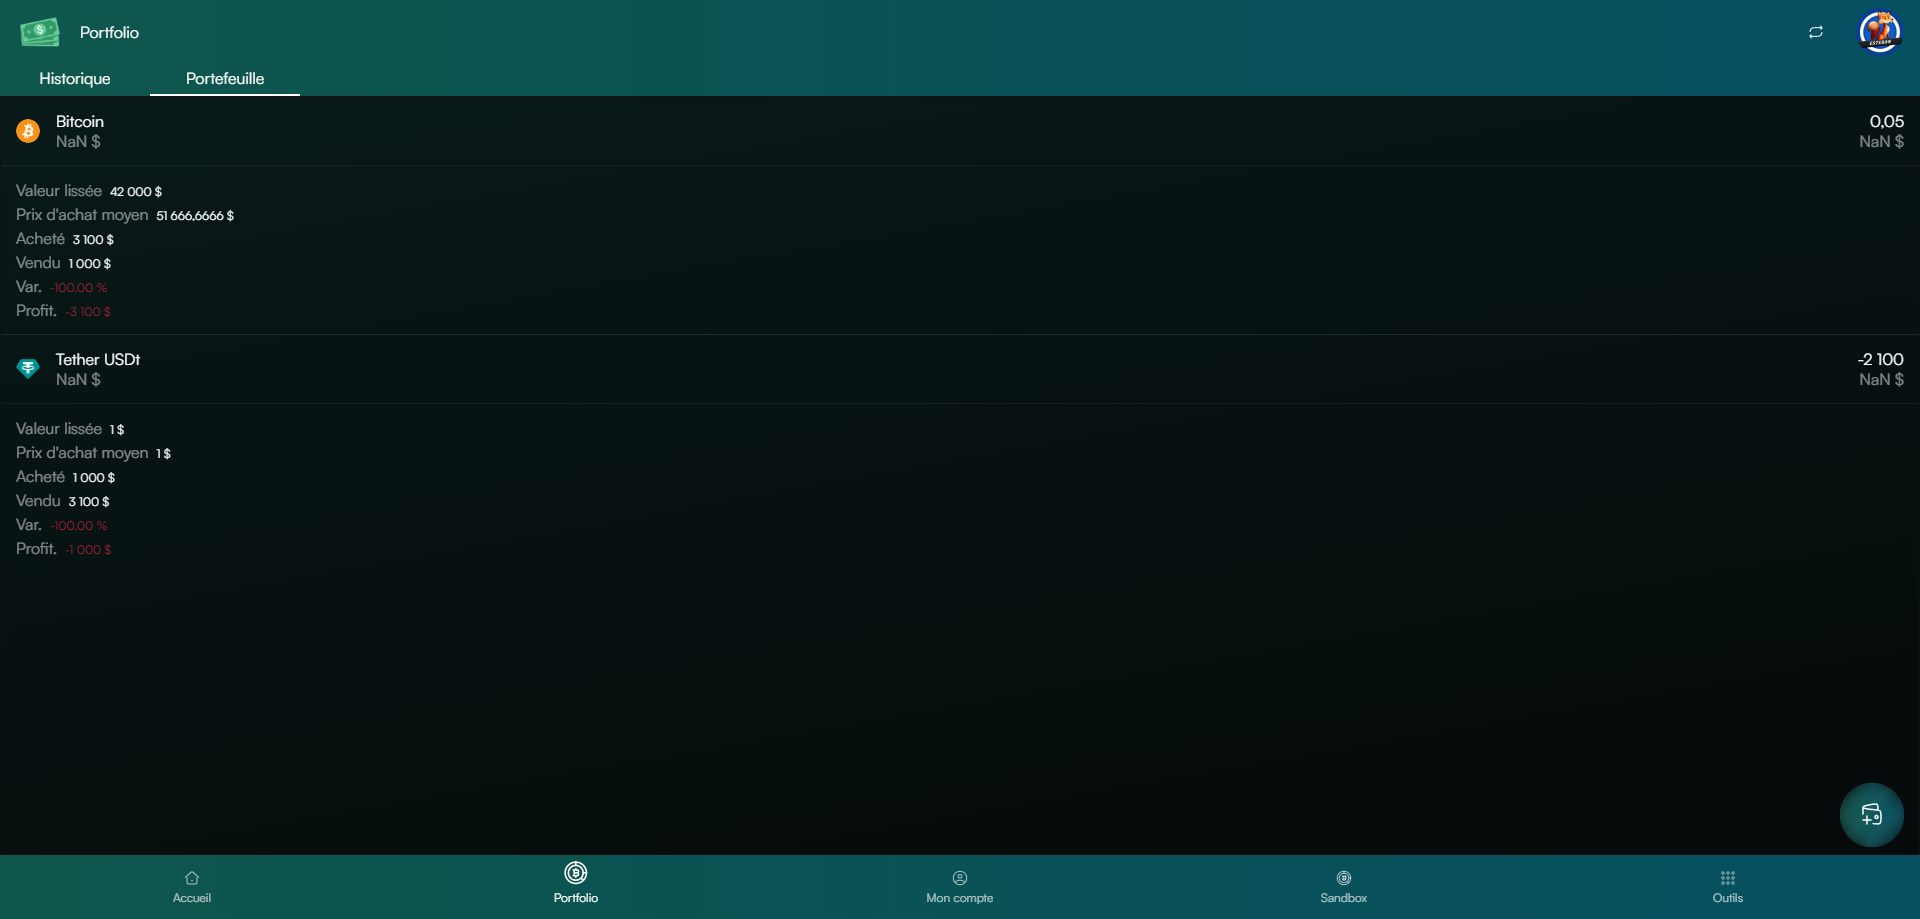 Portfolio
Historique
Portefeuille
Bitcoin
0,05
NaN $
NaN $
Valeur lissée 42 000 $
Prix d'achat moyen 51 666,6666 $
Acheté 3 100 $
Vendu 1 000 $
Var. -100.00 %
Profit. -3 100 $
Tether USDt
-2 100
NaN $
NaN $
Valeur lissée 1 $
Prix d'achat moyen 1 $
Acheté 1 000 $
Vendu 3 100 $
Var. -100.00 %
Profit. -1 000 $
Accueil
Portfolio
Mon compte
Sandbox
Outils